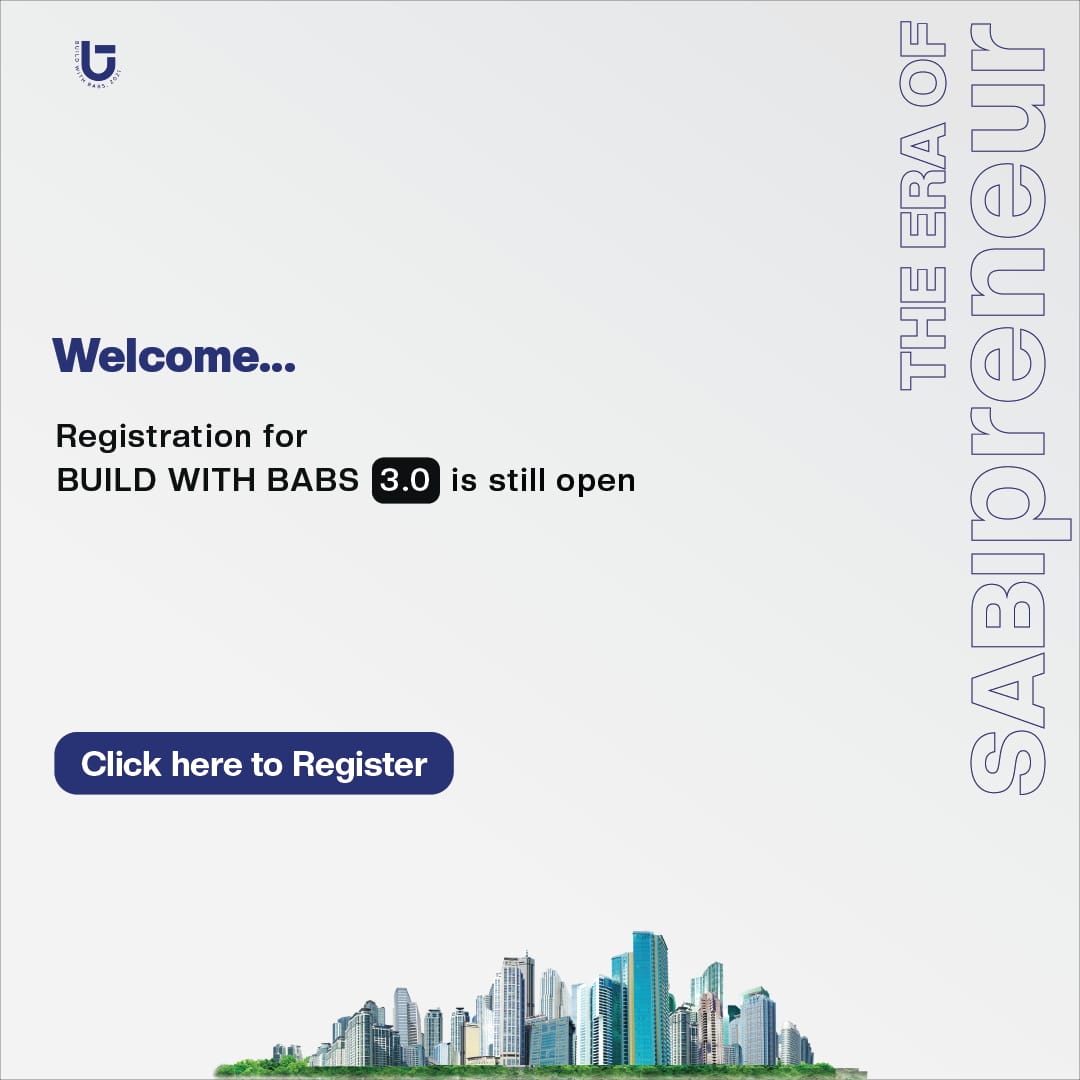 BUILD WITH BABS, 2021
THE ERA OF
SABIpreneur
Welcome...
Registration for
BUILD WITH BABS 3.0 is still open
Click here to Register